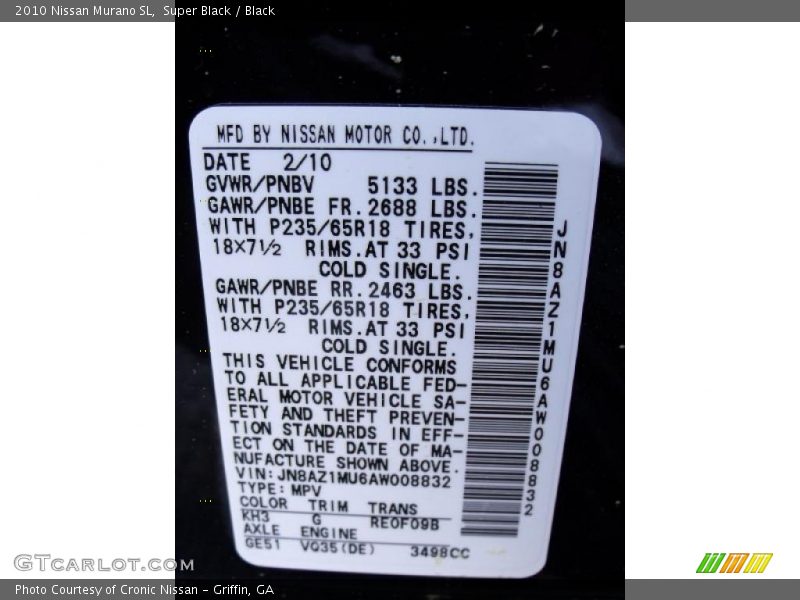 2010 Nissan Murano SL, Super Black / Black
MFD BY NISSAN MOTOR CO.,LTD.
DATE 2/10
GVWR/PNBV 5133 LBS.
GAWR/PNBE FR.2688 LBS.
WITH P235/65R18 TIRES,
18X7½ RIMS.AT 33 PSI
COLD SINGLE.
GAWR/PNBE RR.2463 LBS.
WITH P235/65R18 TIRES,
18X7½ RIMS.AT 33 PSI
COLD SINGLE.
THIS VEHICLE CONFORMS
TO ALL APPLICABLE FED-
ERAL MOTOR VEHICLE SA-
FETY AND THEFT PREVEN-
TION STANDARDS IN EFF-
ECT ON THE DATE OF MA-
NUFACTURE SHOWN ABOVE.
VIN:JN8AZ1MU6AW008832
TYPE:MPV
COLOR TRIM TRANS
KH3 G RE0F09B
AXLE ENGINE
GE51 VQ35(DE) 3498CC
JN8AZ1MU6AW008832
GTCarLot.com
Photo Courtesy of Cronic Nissan - Griffin, GA